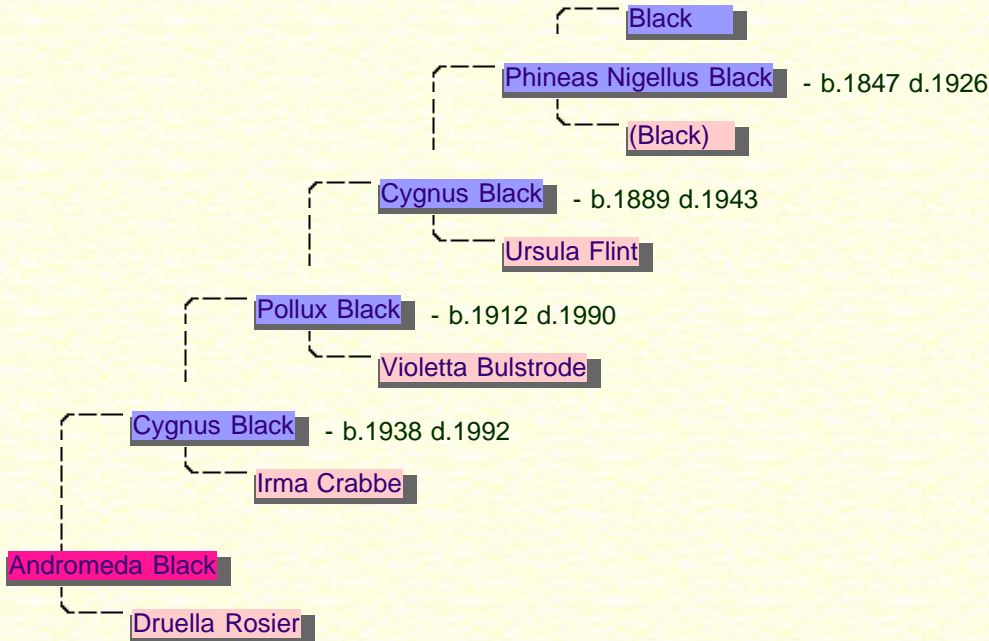 Black
Phineas Nigellus Black - b.1847 d.1926
(Black)
Cygnus Black - b.1889 d.1943
Ursula Flint
Pollux Black - b.1912 d.1990
Violetta Bulstrode
Cygnus Black - b.1938 d.1992
Irma Crabbe
Andromeda Black
Druella Rosier